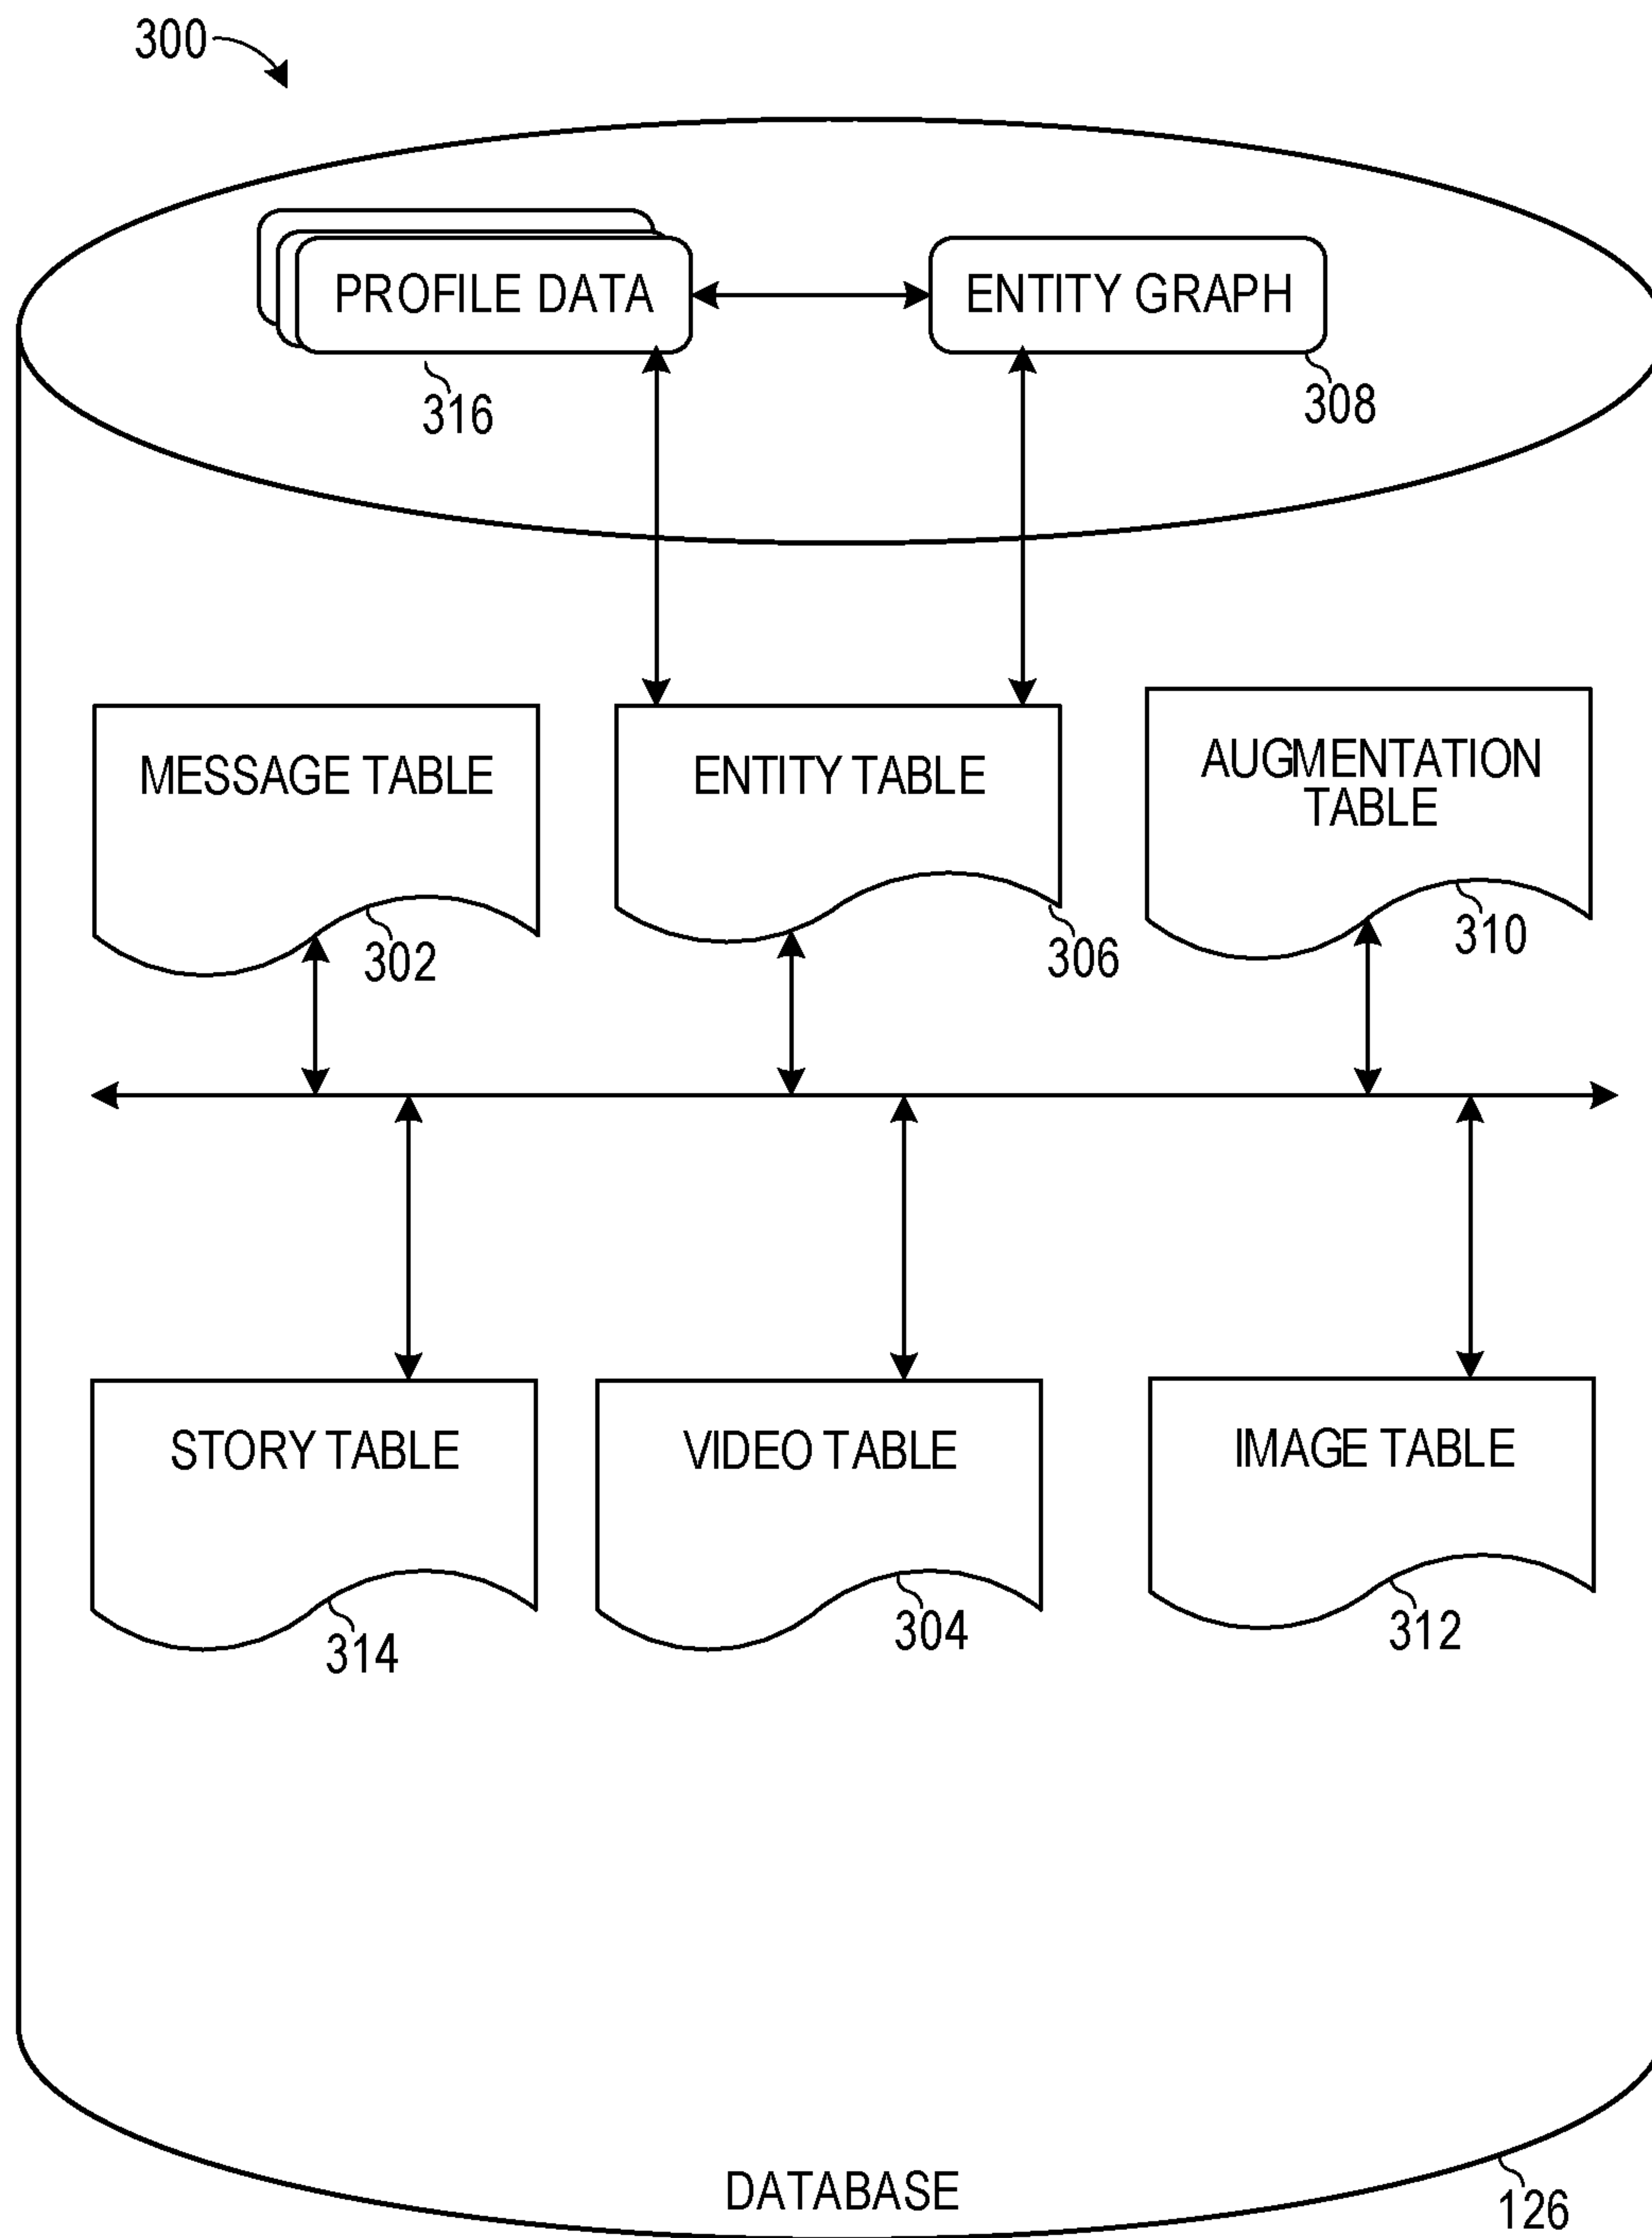 300
PROFILE DATA
ENTITY GRAPH
316
308
MESSAGE TABLE
ENTITY TABLE
AUGMENTATION
TABLE
302
306
310
STORY TABLE
VIDEO TABLE
IMAGE TABLE
314
304
312
DATABASE
126